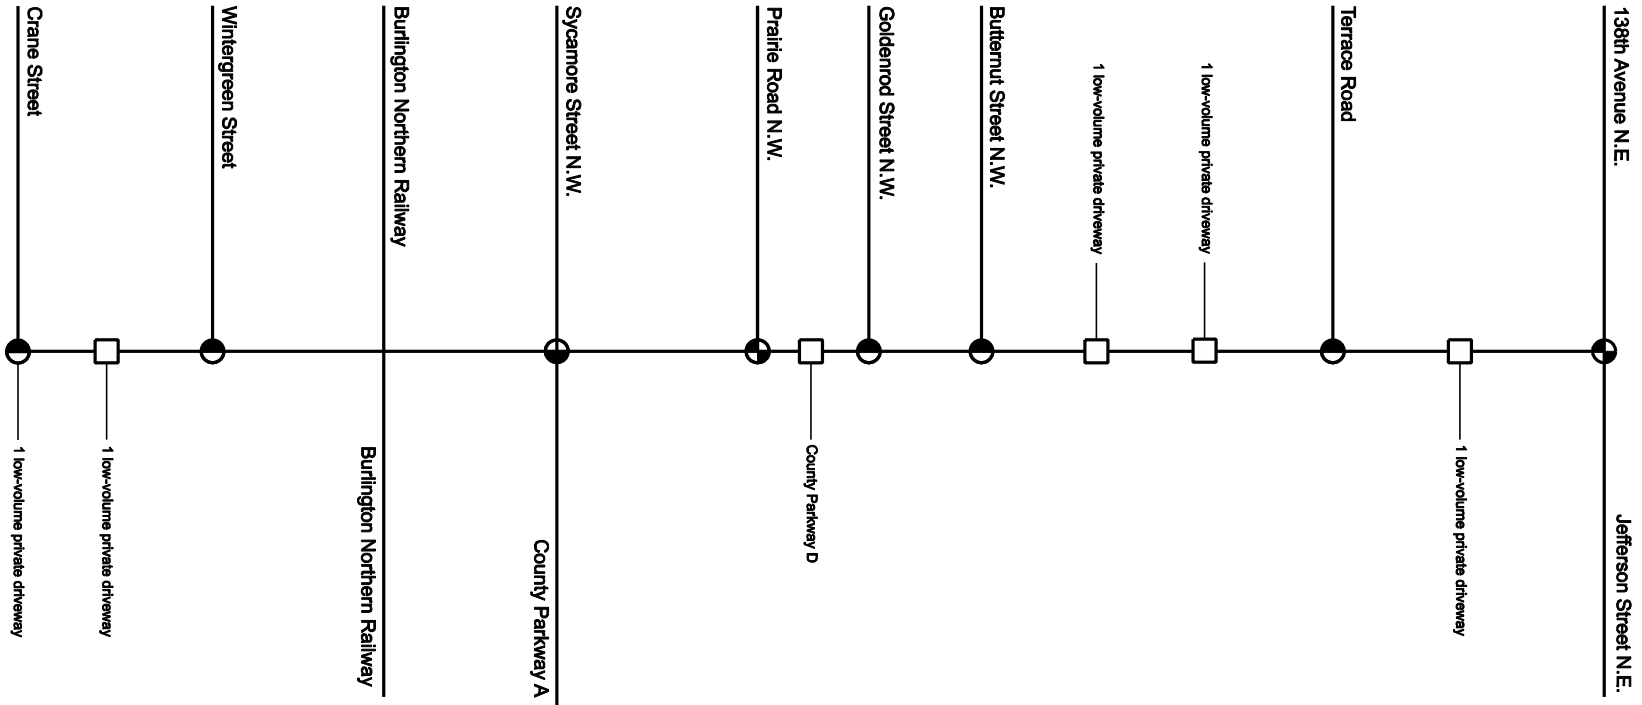 Crane Street
Wintergreen Street
Burlington Northern Railway
Sycamore Street N.W.
Prairie Road N.W.
Goldenrod Street N.W.
Butternut Street N.W.
1 low-volume private driveway
1 low-volume private driveway
Terrace Road
138th Avenue N.E.
1 low-volume private driveway
1 low-volume private driveway
Burlington Northern Railway
County Parkway A
County Parkway D
1 low-volume private driveway
Jefferson Street N.E.